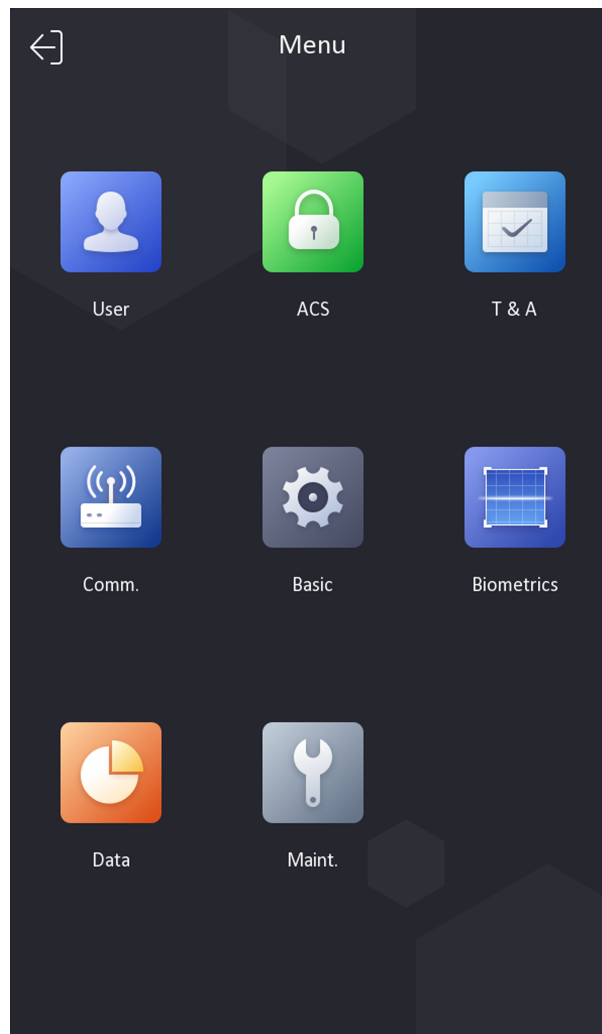 Menu
User
ACS
T & A
Comm.
Basic
Biometrics
Data
Maint.